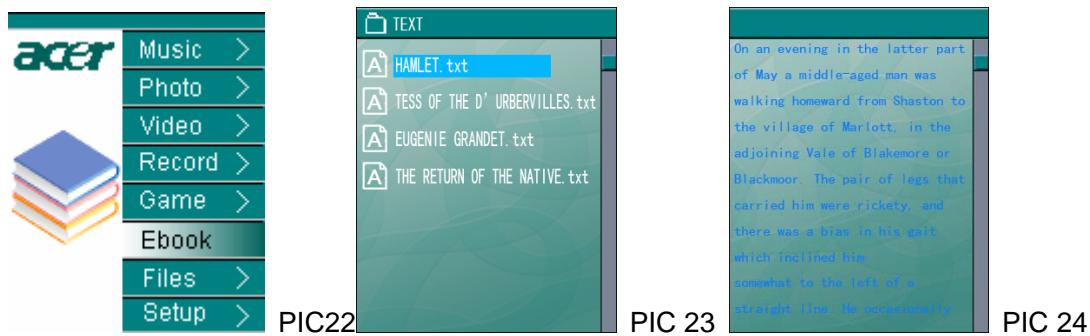 acer
Music >
Photo >
Video >
Record >
Game >
Ebook
Files >
Setup >
PIC22
TEXT
HAMLET.txt
TESS OF THE D' URBERVILLES.txt
EUGENIE GRANDET.txt
THE RETURN OF THE NATIVE.txt
PIC 23
On an evening in the latter part
of May a middle-aged man was
walking homeward from Shaston to
the village of Marlott, in the
adjoining Vale of Blakemore or
Blackmoor. The pair of legs that
carried him were rickety, and
there was a bias in his gait
which inclined him
somewhat to the left of a
straight line. He occasionally
PIC 24